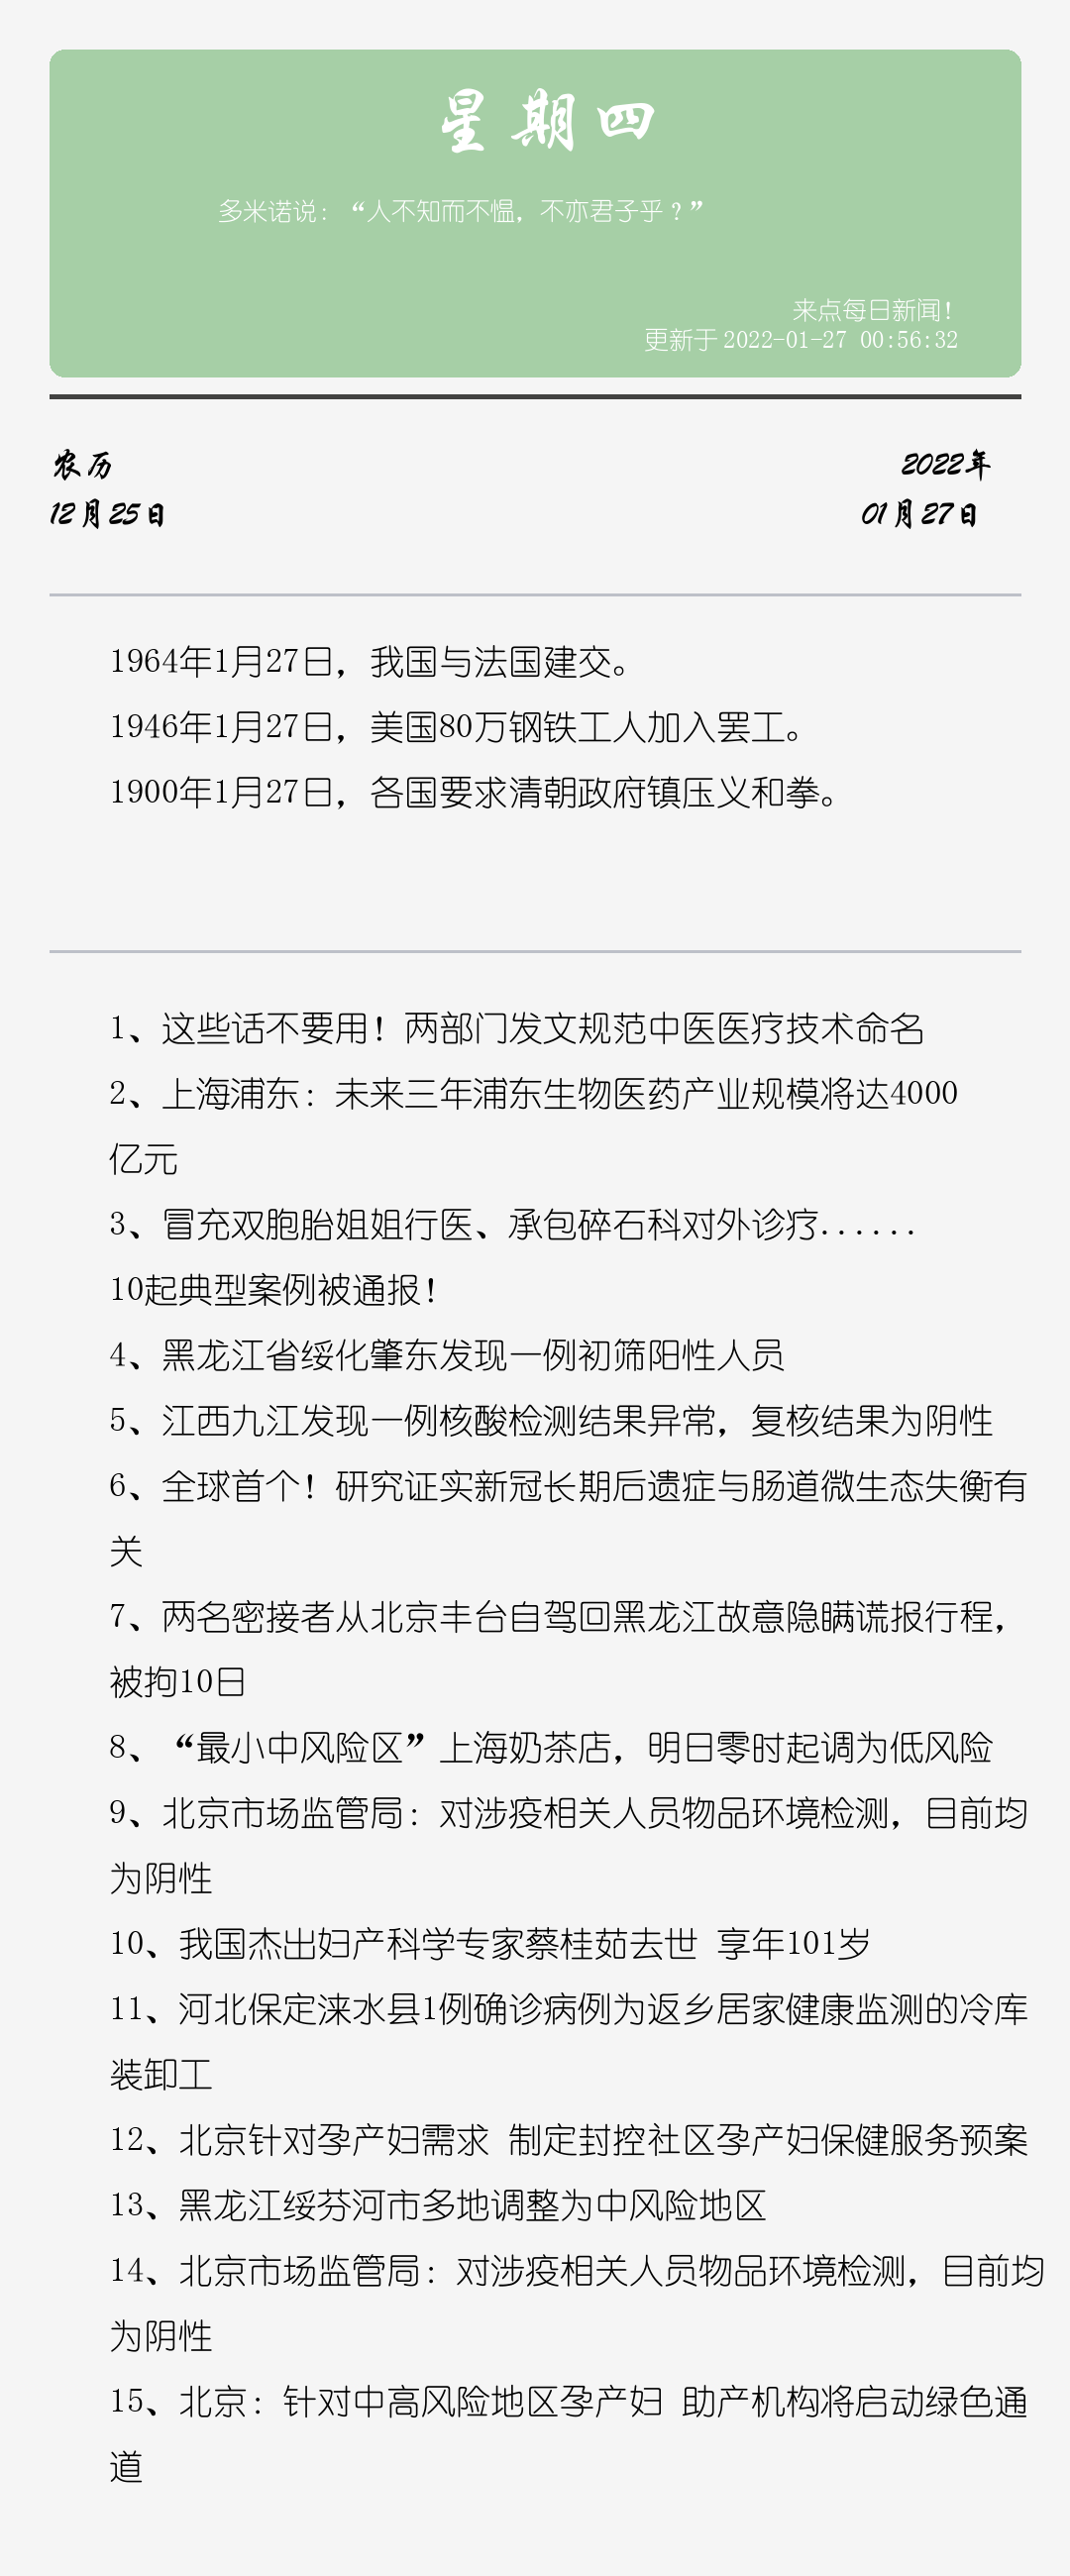 星期四
多米诺说：“人不知而不愠，不亦君子乎？”
来点每日新闻！
更新于 2022-01-27 00:56:32
农历
2022年
12月25日
01月27日
1964年1月27日，我国与法国建交。
1946年1月27日，美国80万钢铁工人加入罢工。
1900年1月27日，各国要求清朝政府镇压义和拳。
1、这些话不要用！两部门发文规范中医医疗技术命名
2、上海浦东：未来三年浦东生物医药产业规模将达4000
亿元
3、冒充双胞胎姐姐行医、承包碎石科对外诊疗......
10起典型案例被通报！
4、黑龙江省绥化肇东发现一例初筛阳性人员
5、江西九江发现一例核酸检测结果异常，复核结果为阴性
6、全球首个！研究证实新冠长期后遗症与肠道微生态失衡有
关
7、两名密接者从北京丰台自驾回黑龙江故意隐瞒谎报行程，
被拘10日
8、“最小中风险区”上海奶茶店，明日零时起调为低风险
9、北京市场监管局：对涉疫相关人员物品环境检测，目前均
为阴性
10、我国杰出妇产科学专家蔡桂茹去世 享年101岁
11、河北保定涞水县1例确诊病例为返乡居家健康监测的冷库
装卸工
12、北京针对孕产妇需求 制定封控社区孕产妇保健服务预案
13、黑龙江绥芬河市多地调整为中风险地区
14、北京市场监管局：对涉疫相关人员物品环境检测，目前均
为阴性
15、北京：针对中高风险地区孕产妇 助产机构将启动绿色通
道